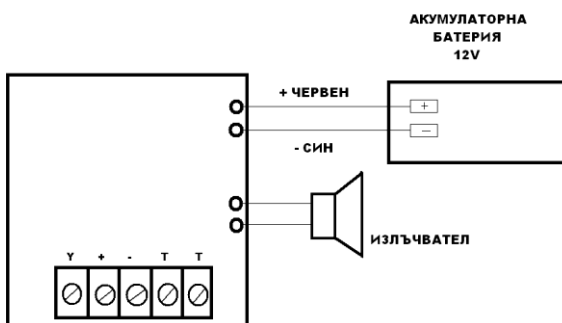 АКУМУЛАТОРНА
БАТЕРИЯ
12V
+ ЧЕРВЕН
+
−
- СИН
ИЗЛЪЧВАТЕЛ
Y + - T T